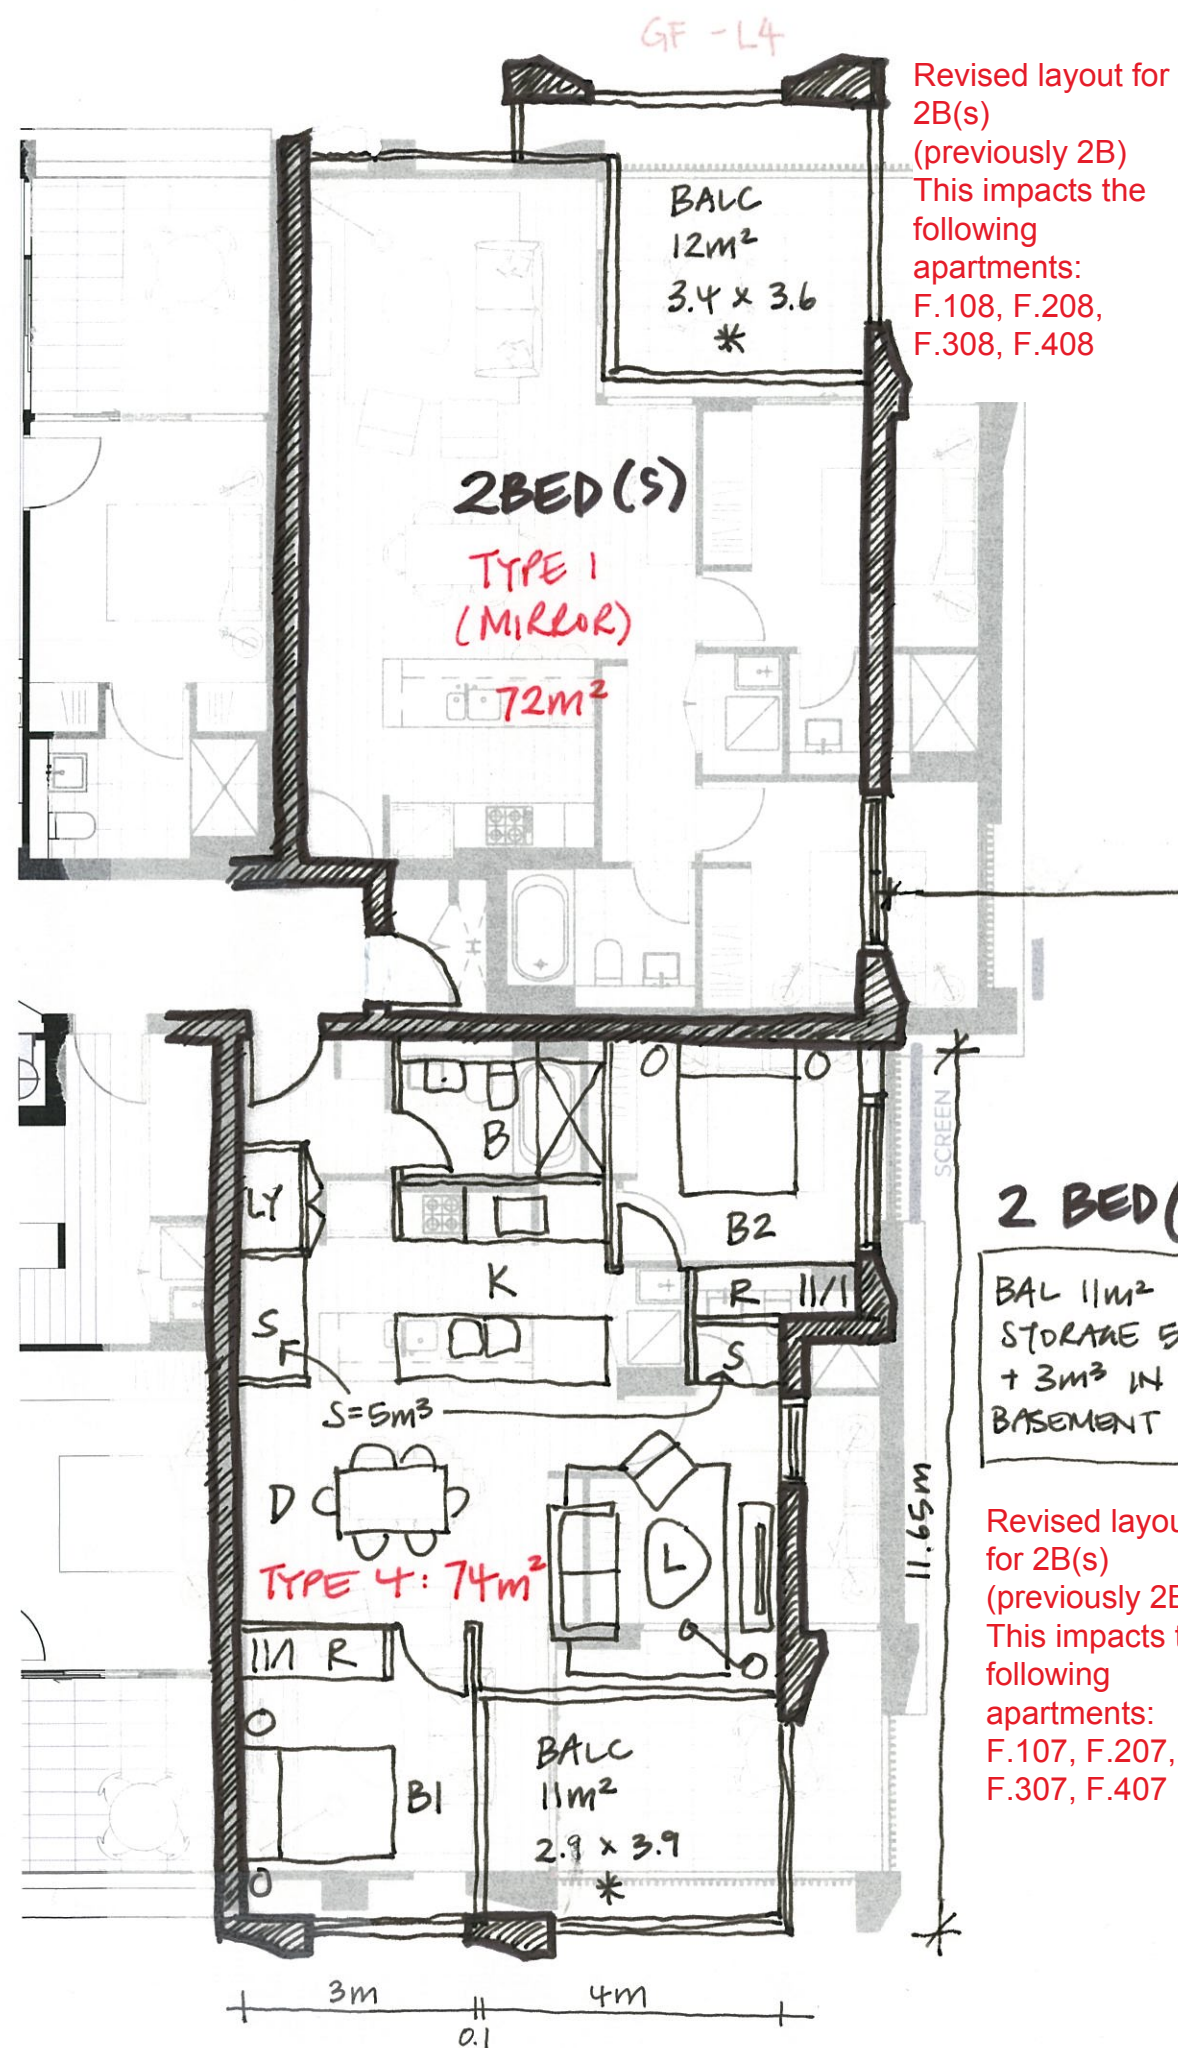 GF - L4
Revised layout for
2B(s)
(previously 2B)
This impacts the
following
apartments:
F.108, F.208,
F.308, F.408
BALC
12m²
3.4 x 3.6
*
2BED(S)
TYPE 1
(MIRROR)
72m²
SCREEN
B
LY
B2
K
R
S
S
S=5m³
2 BED(
BAL 11m²
STORAGE 5
+ 3m³ IN
BASEMENT
11.65m
D
L
TYPE 4: 74m²
R
B1
BALC
11m²
2.9 x 3.9
*
Revised layou
for 2B(s)
(previously 2B
This impacts t
following
apartments:
F.107, F.207,
F.307, F.407
3m
4m
0.1